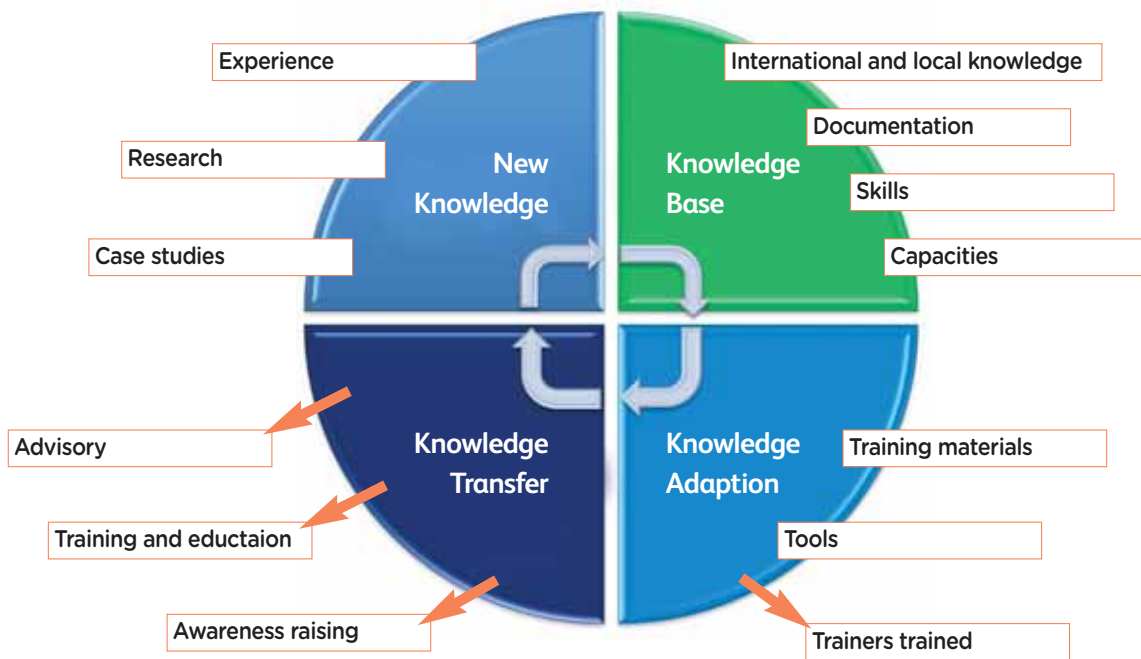 Experience
International and local knowledge
Documentation
Research
New
Knowledge
Knowledge
Base
Skills
Case studies
Capacities
Advisory
Knowledge
Transfer
Knowledge
Adaption
Training materials
Training and eductaion
Tools
Awareness raising
Trainers trained